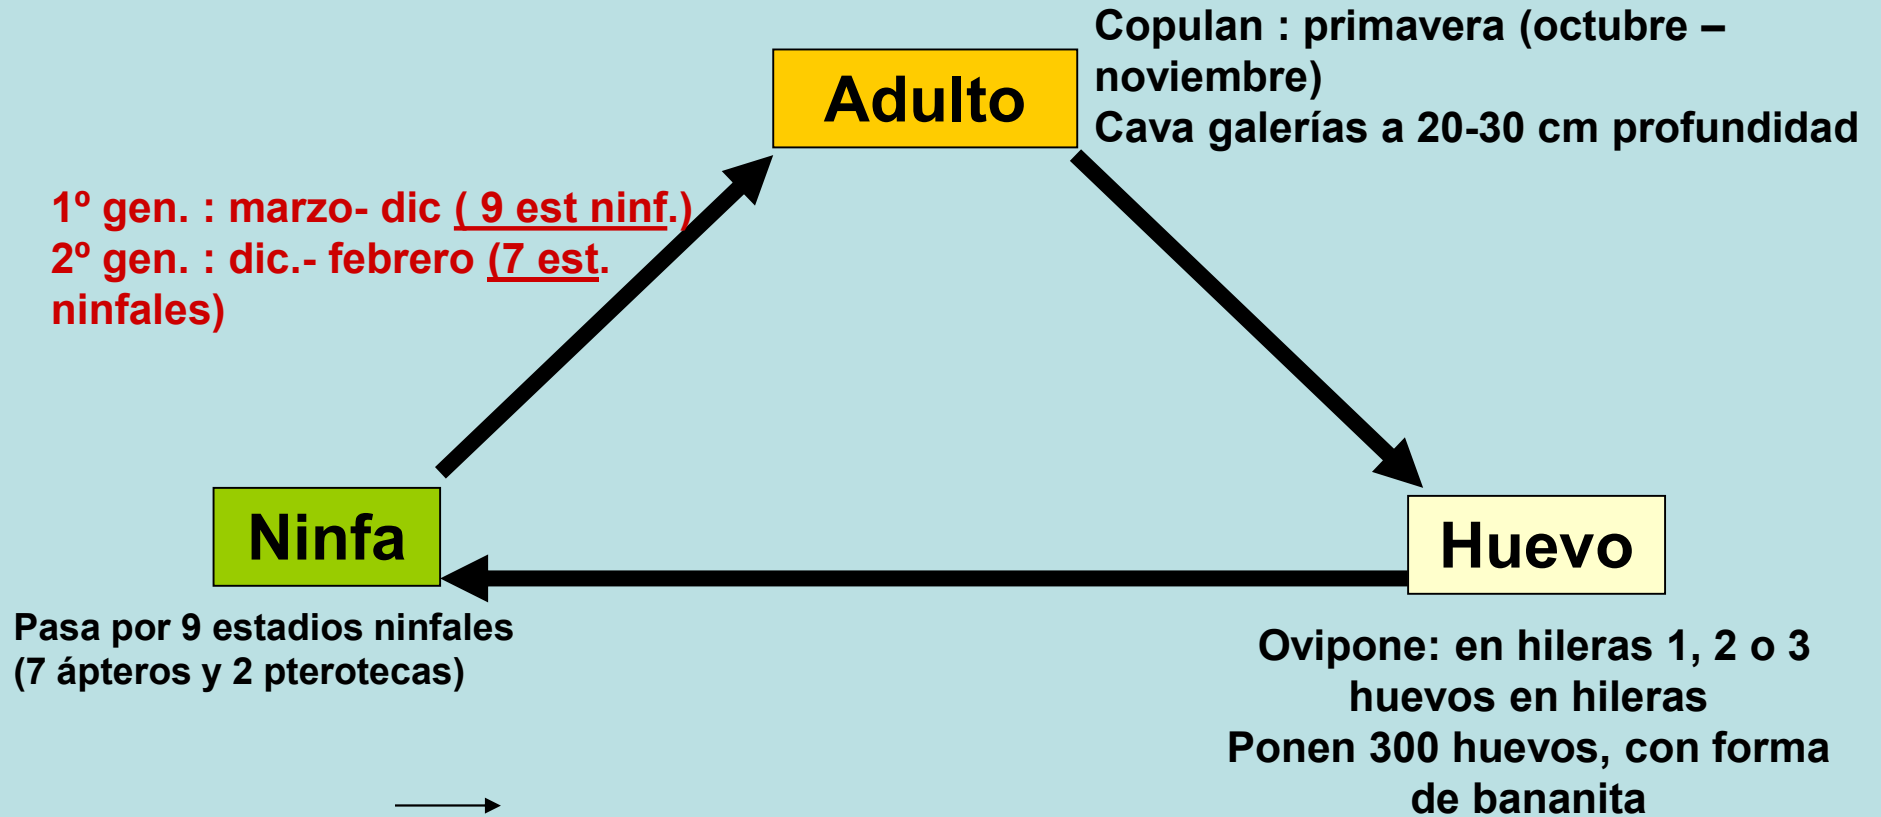 Copulan : primavera (octubre –
noviembre)
Cava galerías a 20-30 cm profundidad
Adulto
1º gen. : marzo- dic ( 9 est ninf.)
2º gen. : dic.- febrero (7 est.
ninfales)
Ninfa
Huevo
Pasa por 9 estadios ninfales
(7 ápteros y 2 pterotecas)
Ovipone: en hileras 1, 2 o 3
huevos en hileras
Ponen 300 huevos, con forma
de bananita